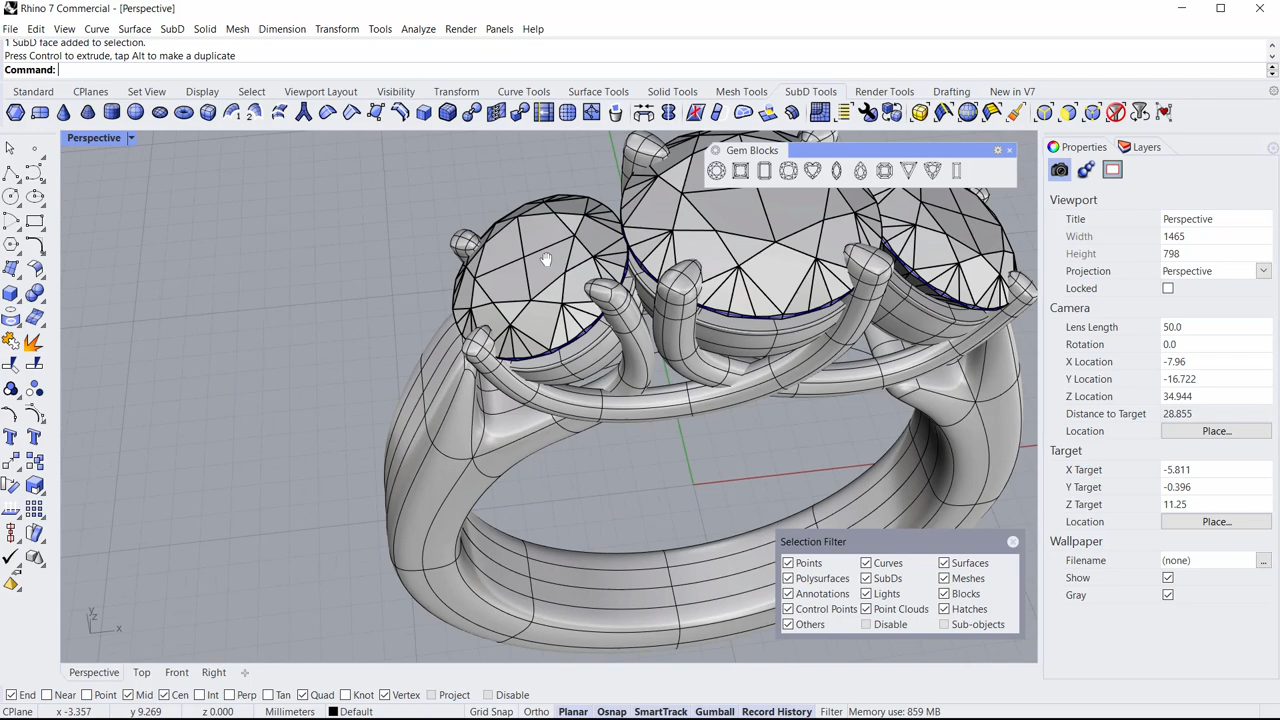 Rhino 7 Commercial - [Perspective]
File Edit View Curve Surface SubD Solid Mesh Dimension Transform Tools Analyze Render Panels Help
1 SubD face added to selection.
Press Control to extrude, tap Alt to make a duplicate
Command:
Standard CPlanes Set View Display Select Viewport Layout Visibility Transform Curve Tools Surface Tools Solid Tools Mesh Tools SubD Tools Render Tools Drafting New in V7
Perspective
Gem Blocks
Properties Layers
Viewport
Title Perspective
Width 1465
Height 798
Projection Perspective
Locked
Camera
Lens Length 50.0
Rotation 0.0
X Location -7.96
Y Location -16.722
Z Location 34.944
Distance to Target 28.855
Location Place...
Target
X Target -5.811
Y Target -0.396
Z Target 11.25
Location Place...
Wallpaper
Filename (none) ...
Show
Gray
Selection Filter
Points Curves Surfaces
Polysurfaces SubDs Meshes
Annotations Lights Blocks
Control Points Point Clouds Hatches
Others Disable Sub-objects
y
z
x
Perspective Top Front Right
End Near Point Mid Cen Int Perp Tan Quad Knot Vertex Project Disable
CPlane x -3.357 y 9.269 z 0.000 Millimeters Default Grid Snap Ortho Planar Osnap SmartTrack Gumball Record History Filter Memory use: 859 MB